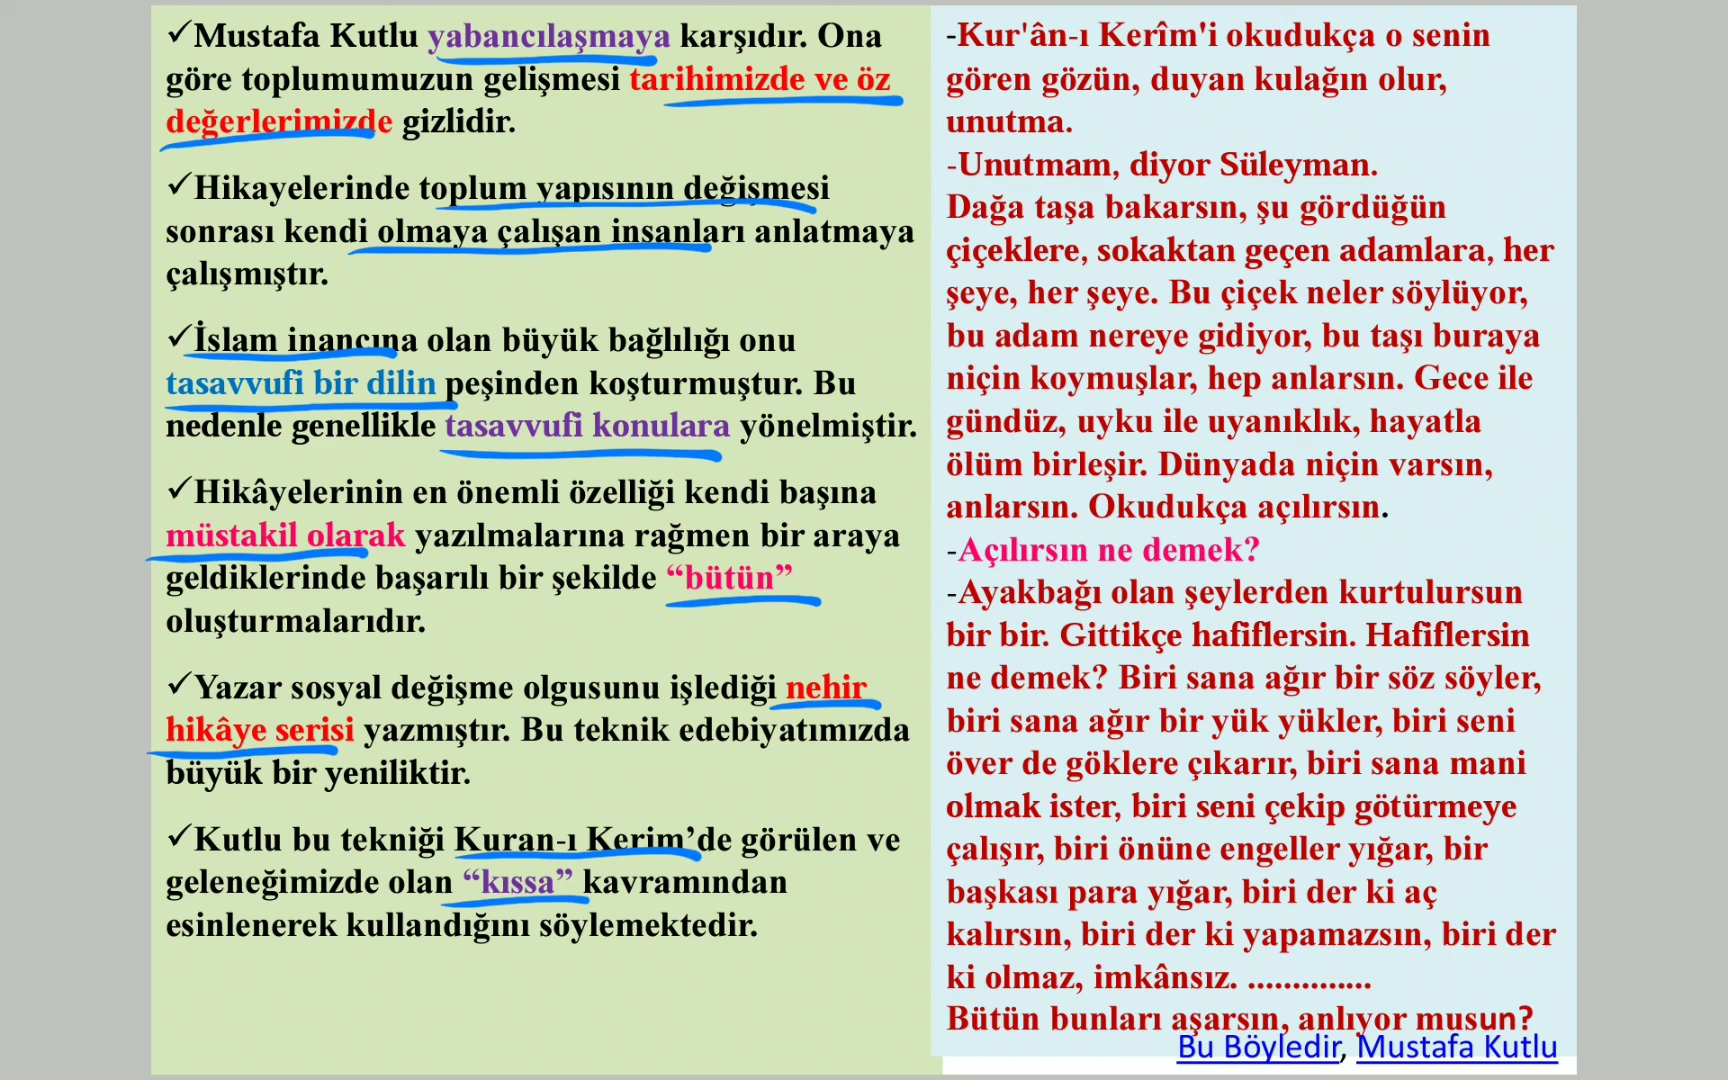 ✓Mustafa Kutlu yabancılaşmaya karşıdır. Ona
göre toplumumuzun gelişmesi tarihimizde ve öz
değerlerimizde gizlidir.
✓Hikayelerinde toplum yapısının değişmesi
sonrası kendi olmaya çalışan insanları anlatmaya
çalışmıştır.
✓İslam inancına olan büyük bağlılığı onu
tasavvufi bir dilin peşinden koşturmuştur. Bu
nedenle genellikle tasavvufi konulara yönelmiştir.
✓Hikâyelerinin en önemli özelliği kendi başına
müstakil olarak yazılmalarına rağmen bir araya
geldiklerinde başarılı bir şekilde “bütün”
oluşturmalarıdır.
✓Yazar sosyal değişme olgusunu işlediği nehir
hikâye serisi yazmıştır. Bu teknik edebiyatımızda
büyük bir yeniliktir.
✓Kutlu bu tekniği Kuran-ı Kerim’de görülen ve
geleneğimizde olan “kıssa” kavramından
esinlenerek kullandığını söylemektedir.
-Kur'ân-ı Kerîm'i okudukça o senin
gören gözün, duyan kulağın olur,
unutma.
-Unutmam, diyor Süleyman.
Dağa taşa bakarsın, şu gördüğün
çiçeklere, sokaktan geçen adamlara, her
şeye, her şeye. Bu çiçek neler söylüyor,
bu adam nereye gidiyor, bu taşı buraya
niçin koymuşlar, hep anlarsın. Gece ile
gündüz, uyku ile uyanıklık, hayatla
ölüm birleşir. Dünyada niçin varsın,
anlarsın. Okudukça açılırsın.
-Açılırsın ne demek?
-Ayakbağı olan şeylerden kurtulursun
bir bir. Gittikçe hafiflersin. Hafiflersin
ne demek? Biri sana ağır bir söz söyler,
biri sana ağır bir yük yükler, biri seni
över de göklere çıkarır, biri sana mani
olmak ister, biri seni çekip götürmeye
çalışır, biri önüne engeller yığar, bir
başkası para yığar, biri der ki aç
kalırsın, biri der ki yapamazsın, biri der
ki olmaz, imkânsız. ..............
Bütün bunları aşarsın, anlıyor musun?
Bu Böyledir, Mustafa Kutlu